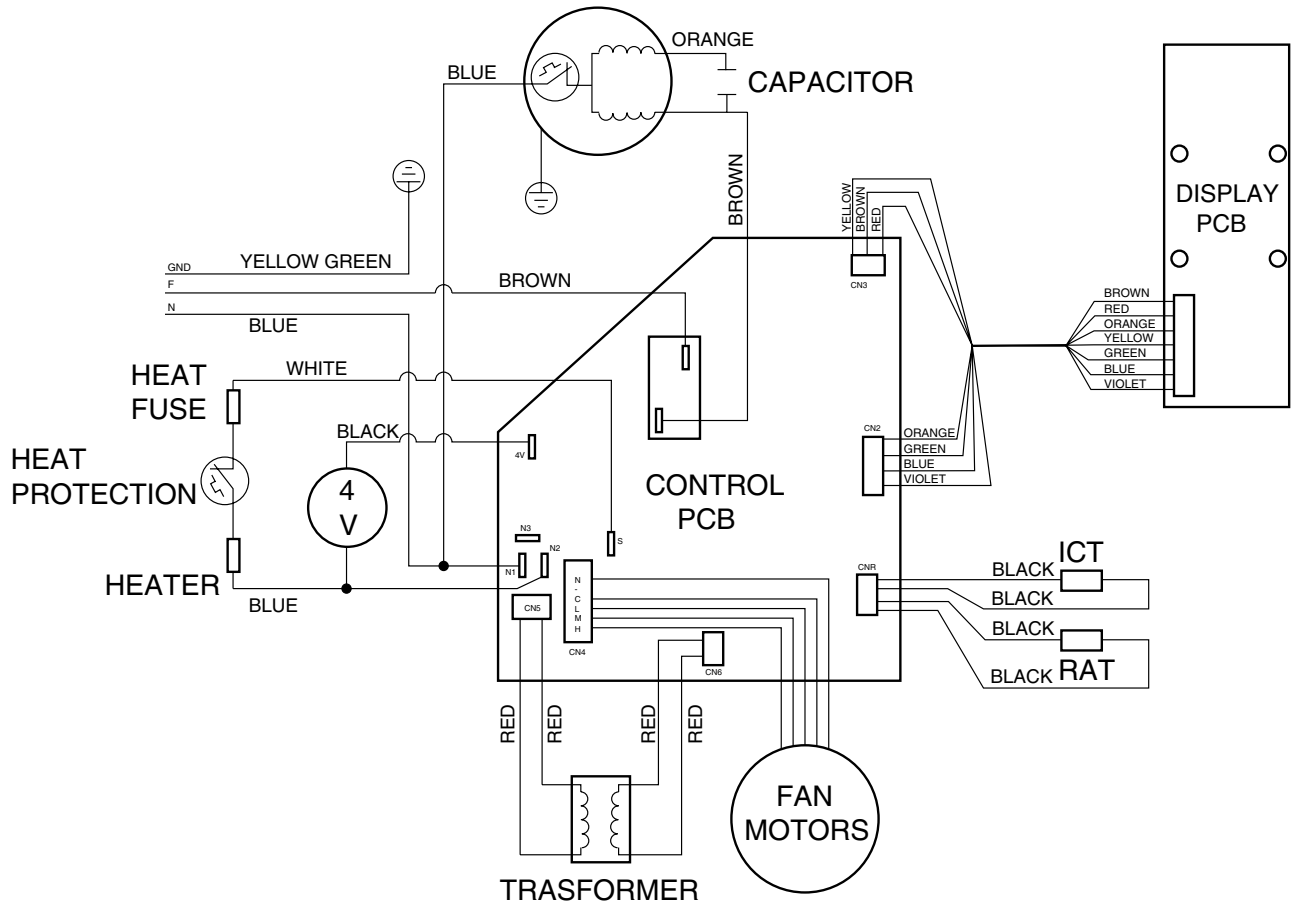 ORANGE
BLUE
CAPACITOR
BROWN
YELLOW
BROWN
RED
CN3
DISPLAY
PCB
GND
YELLOW GREEN
F
BROWN
N
BLUE
BROWN
RED
ORANGE
YELLOW
GREEN
BLUE
VIOLET
HEAT
FUSE
WHITE
BLACK
4V
HEAT
PROTECTION
4
V
HEATER
BLUE
CONTROL
PCB
CN2
ORANGE
GREEN
BLUE
VIOLET
N3
N2
N1
S
CN5
N
-
C
L
M
H
CN4
CN6
CNR
BLACK
ICT
BLACK
BLACK
RAT
BLACK
RED
RED
RED
RED
FAN
MOTORS
TRASFORMER